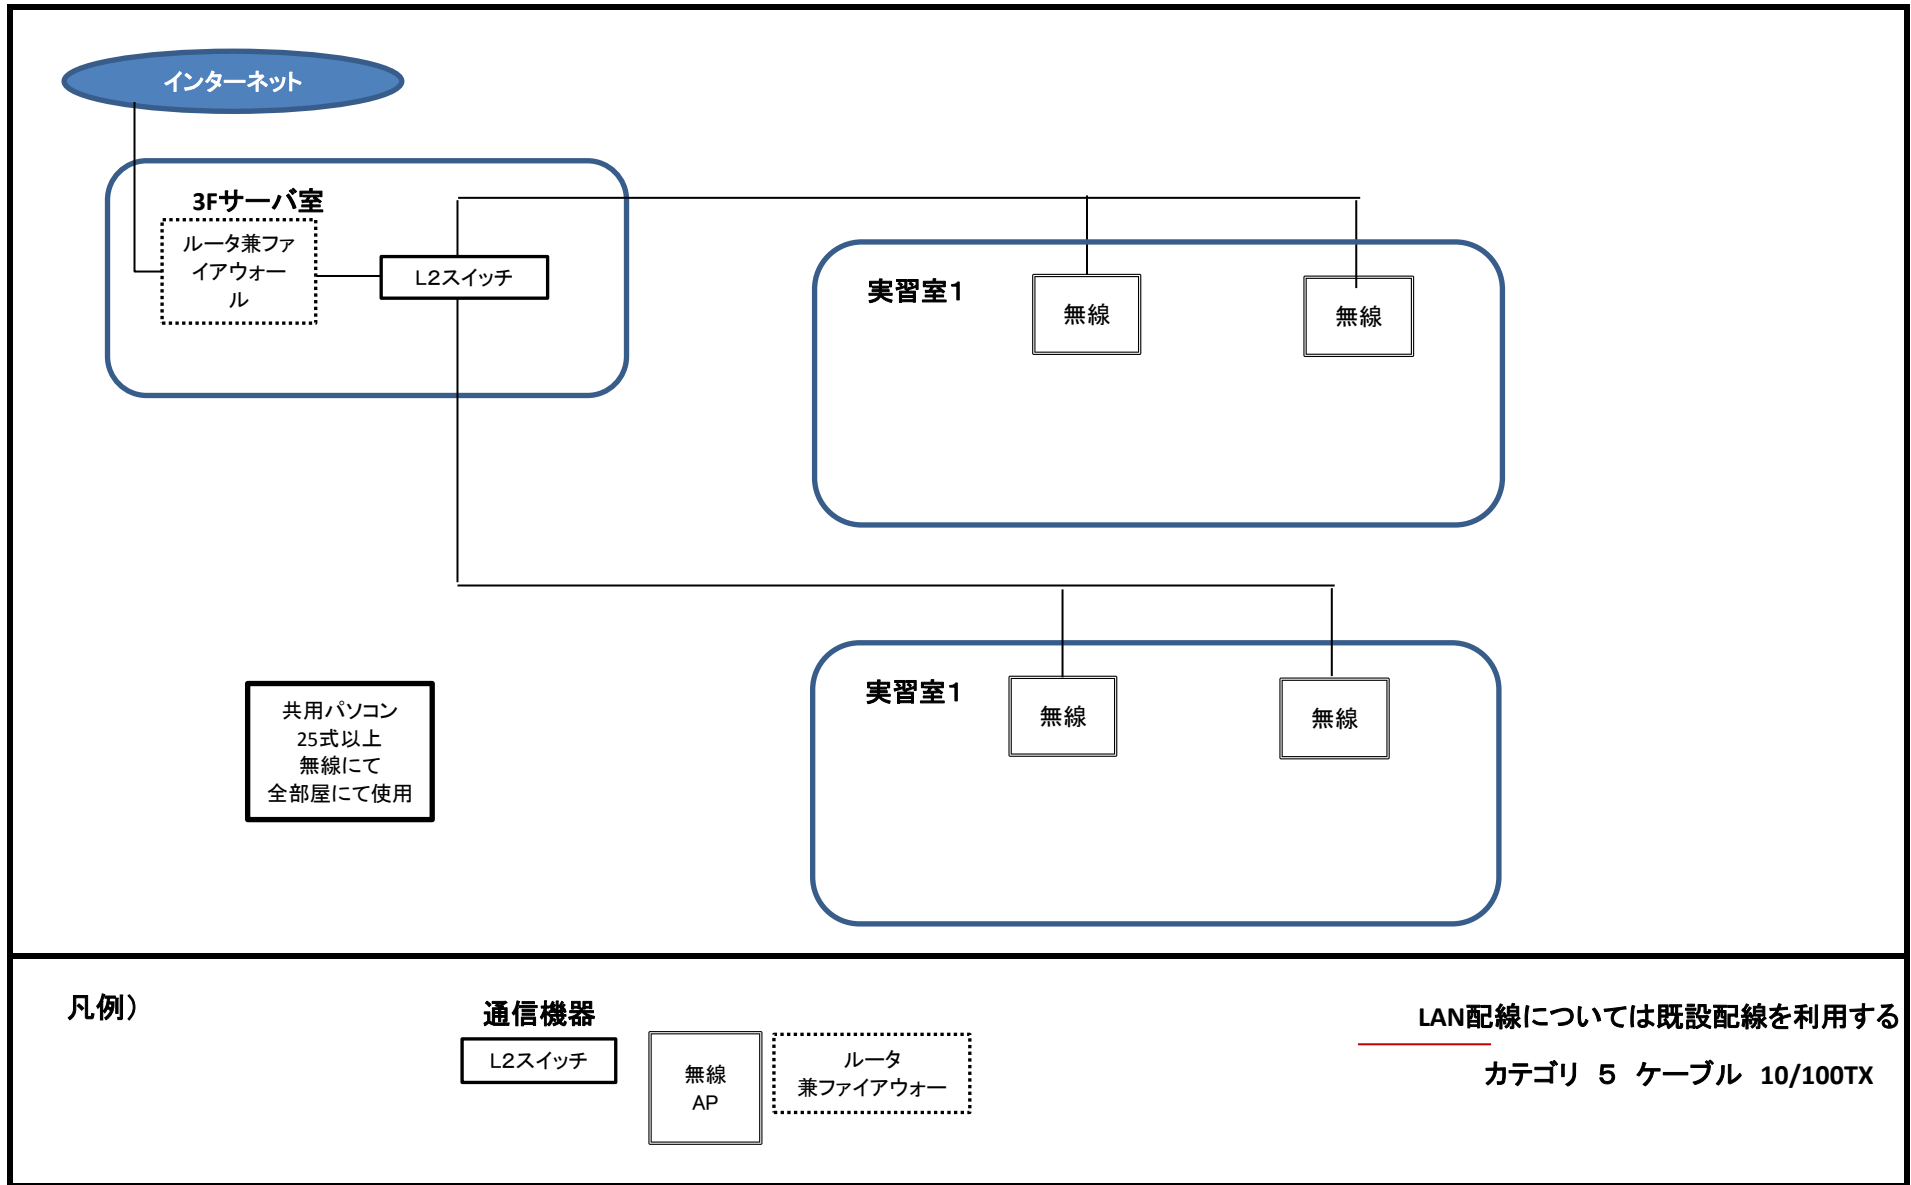 インターネット
3Fサーバ室
ルータ兼ファ
イアウォー
ル
L2スイッチ
実習室1
無線
無線
実習室1
無線
無線
共用パソコン
25式以上
無線にて
全部屋にて使用
凡例）
通信機器
L2スイッチ
無線
AP
ルータ
兼ファイアウォー
LAN配線については既設配線を利用する
カテゴリ 5 ケーブル 10/100TX